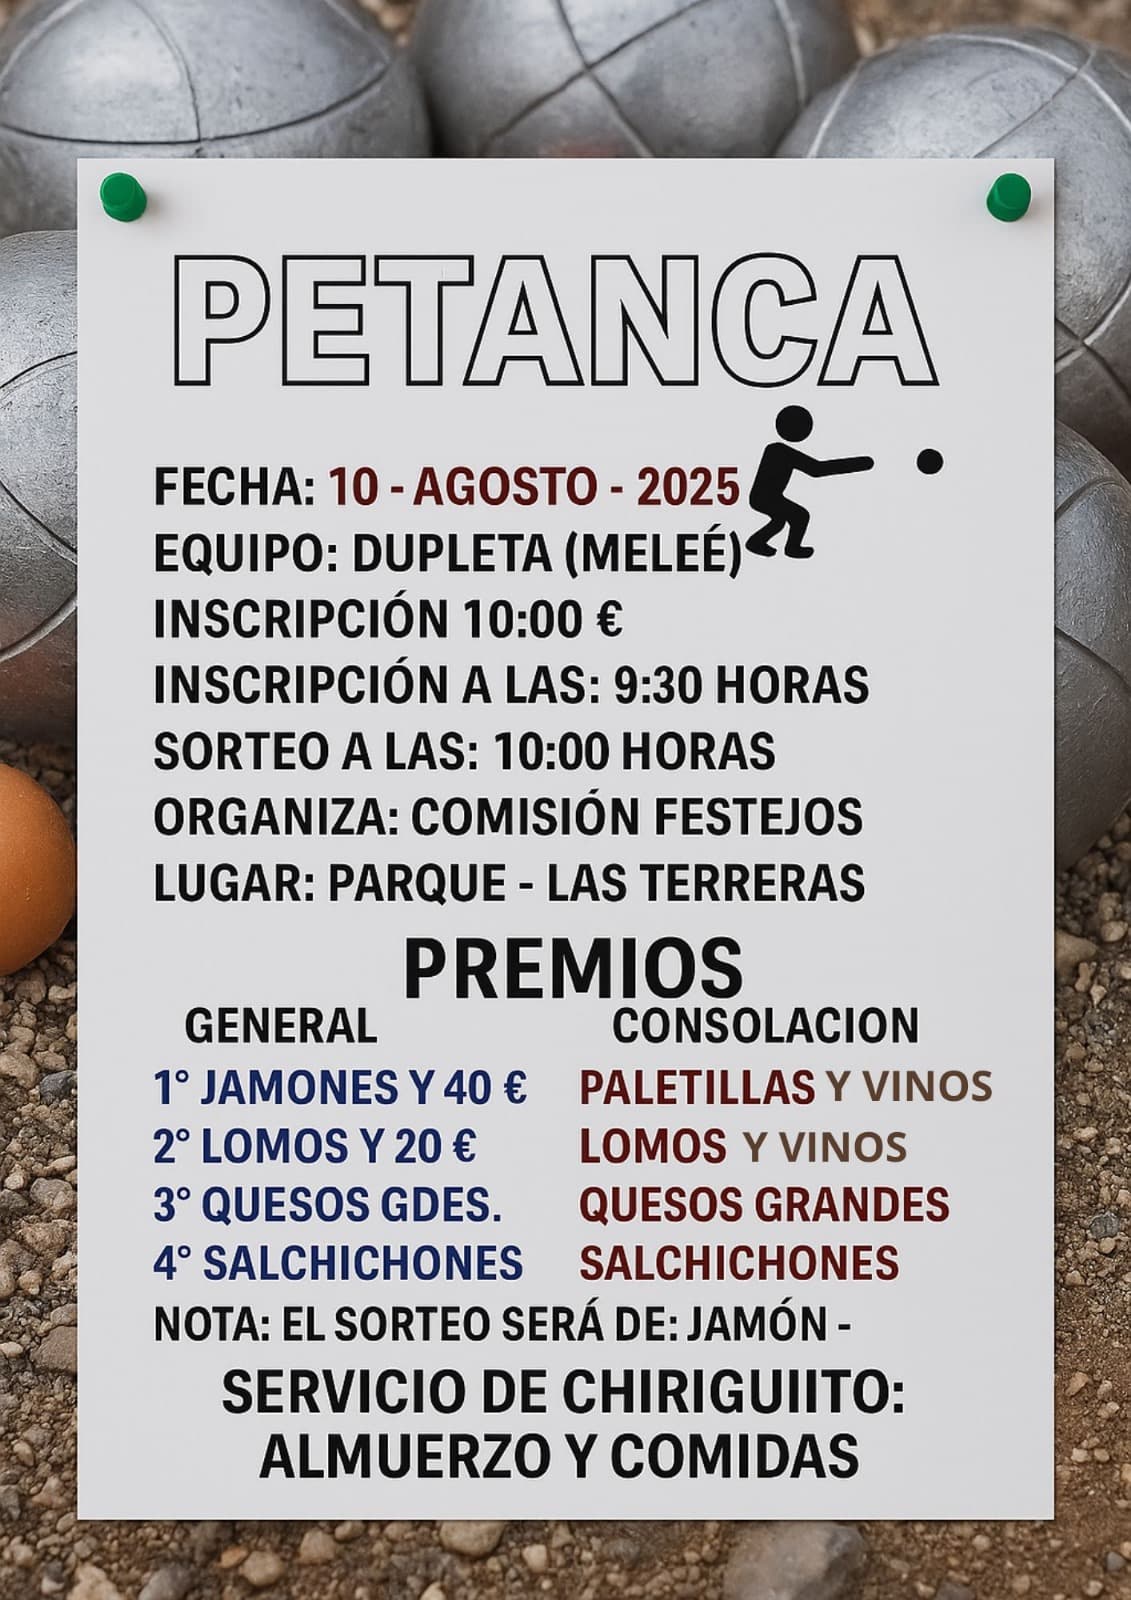 PETANCA
FECHA: 10 - AGOSTO - 2025
EQUIPO: DUPLETA (MELEÉ)
INSCRIPCIÓN 10:00 €
INSCRIPCIÓN A LAS: 9:30 HORAS
SORTEO A LAS: 10:00 HORAS
ORGANIZA: COMISIÓN FESTEJOS
LUGAR: PARQUE - LAS TERRERAS
PREMIOS
GENERAL CONSOLACION
1° JAMONES Y 40 € PALETILLAS Y VINOS
2° LOMOS Y 20 € LOMOS Y VINOS
3° QUESOS GDES. QUESOS GRANDES
4° SALCHICHONES SALCHICHONES
NOTA: EL SORTEO SERÁ DE: JAMÓN -
SERVICIO DE CHIRIGUIITO:
ALMUERZO Y COMIDAS